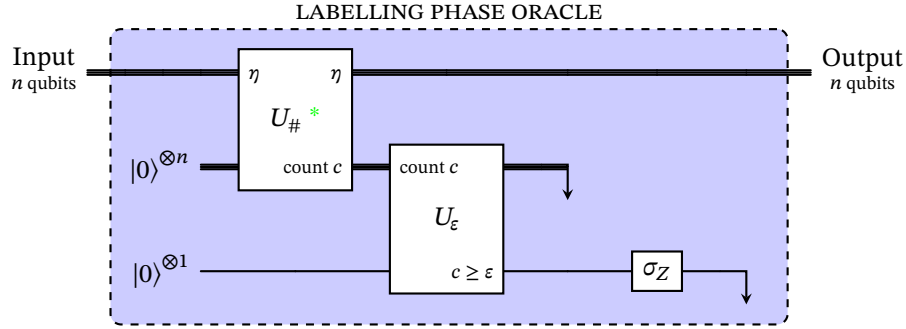 LABELLING PHASE ORACLE
Input
n qubits
Output
n qubits
η η
U# *
|0⟩⊗n
count c
count c
Uε
|0⟩⊗1
c ≥ ε
σZ